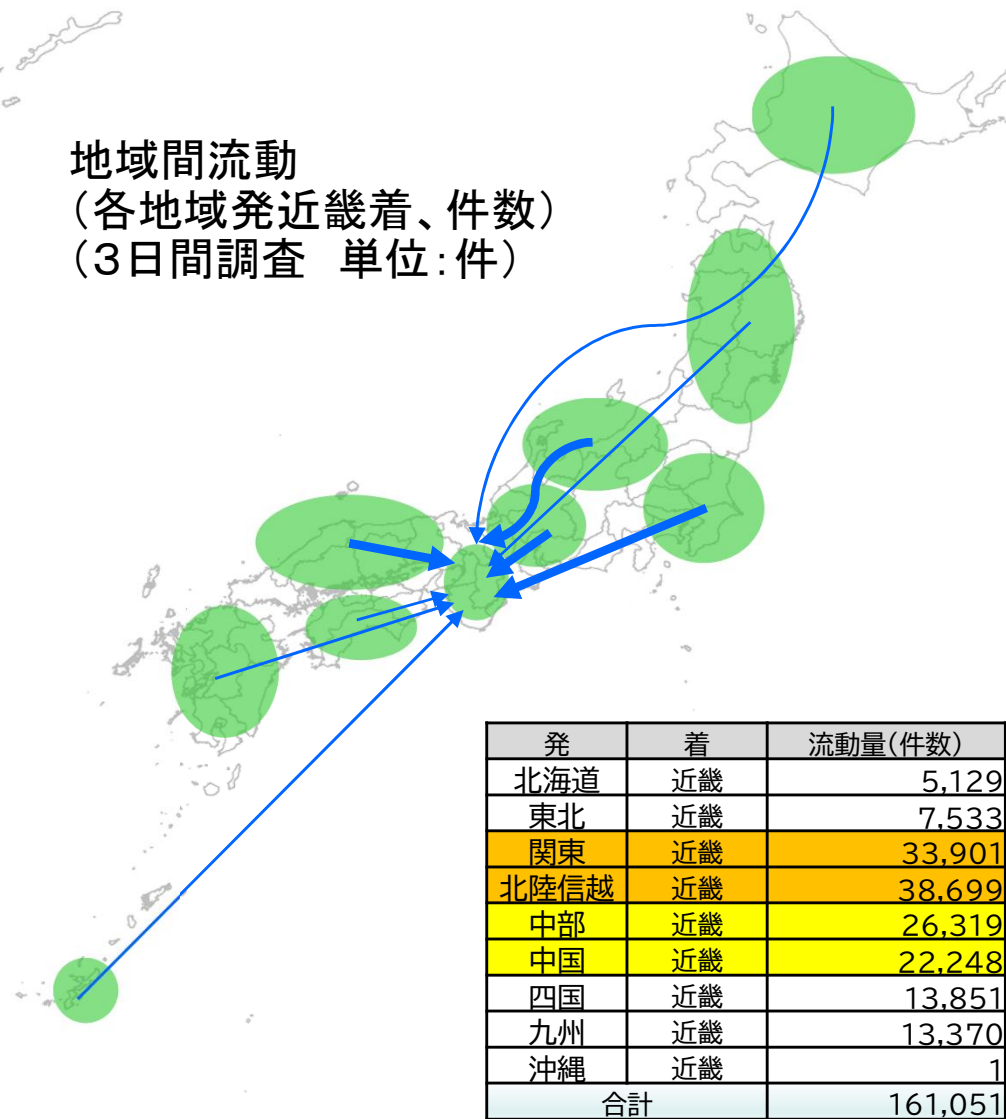 地域間流動
（各地域発近畿着、件数）
（３日間調査　単位：件）
発 着 流動量(件数)
北海道 近畿 5,129
東北 近畿 7,533
関東 近畿 33,901
北陸信越 近畿 38,699
中部 近畿 26,319
中国 近畿 22,248
四国 近畿 13,851
九州 近畿 13,370
沖縄 近畿 1
合計 161,051